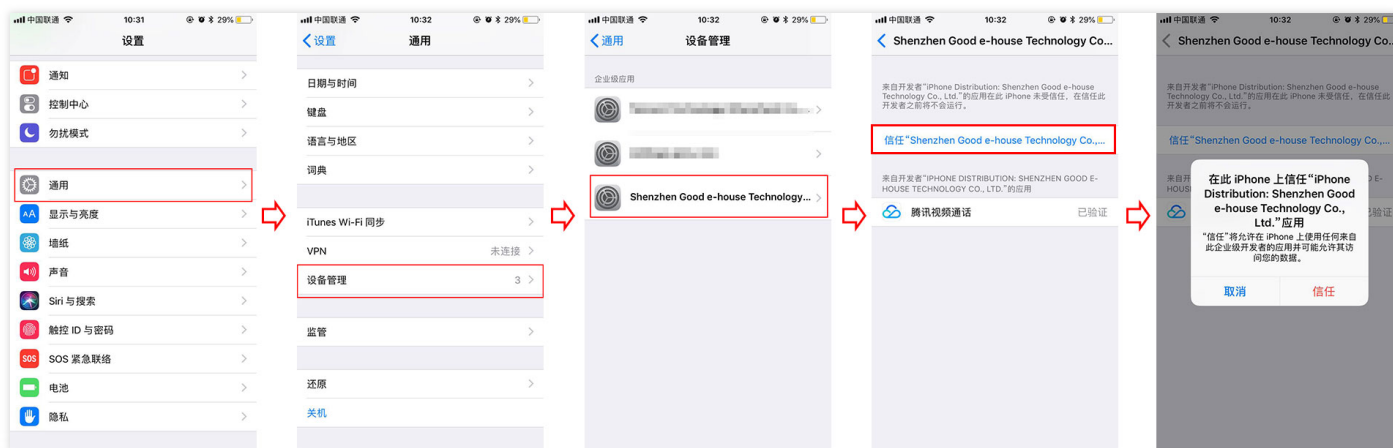 中国联通 10:31 29%
设置
通知
控制中心
勿扰模式
通用
显示与亮度
墙纸
声音
Siri 与搜索
触控 ID 与密码
SOS SOS 紧急联络
电池
隐私
中国联通 10:32 29%
设置 通用
日期与时间
键盘
语言与地区
词典
iTunes Wi-Fi 同步
VPN 未连接
设备管理 3
监管
还原
关机
中国联通 10:32 29%
通用 设备管理
企业级应用
Shenzhen Good e-house Technology...
中国联通 10:32 29%
Shenzhen Good e-house Technology Co...
来自开发者“iPhone Distribution: Shenzhen Good e-house
Technology Co., Ltd.”的应用在此 iPhone 未受信任，在信任此
开发者之前将不会运行。
信任“Shenzhen Good e-house Technology Co.,...
来自开发者“IPHONE DISTRIBUTION: SHENZHEN GOOD E-
HOUSE TECHNOLOGY CO., LTD.”的应用
腾讯视频通话 已验证
中国联通 10:32 29%
Shenzhen Good e-house Technology Co..
来自开发者“iPhone Distribution: Shenzhen Good e-house
Technology Co., Ltd.”的应用在此 iPhone 未受信任，在信任此
开发者之前将不会运行。
信任“Shenzhen Good e-house Technology Co.,...
在此 iPhone 上信任“iPhone
Distribution: Shenzhen Good
e-house Technology Co.,
Ltd.”应用
“信任”将允许在 iPhone 上使用任何来自
此企业级开发者的应用并可能允许其访
问您的数据。
取消 信任